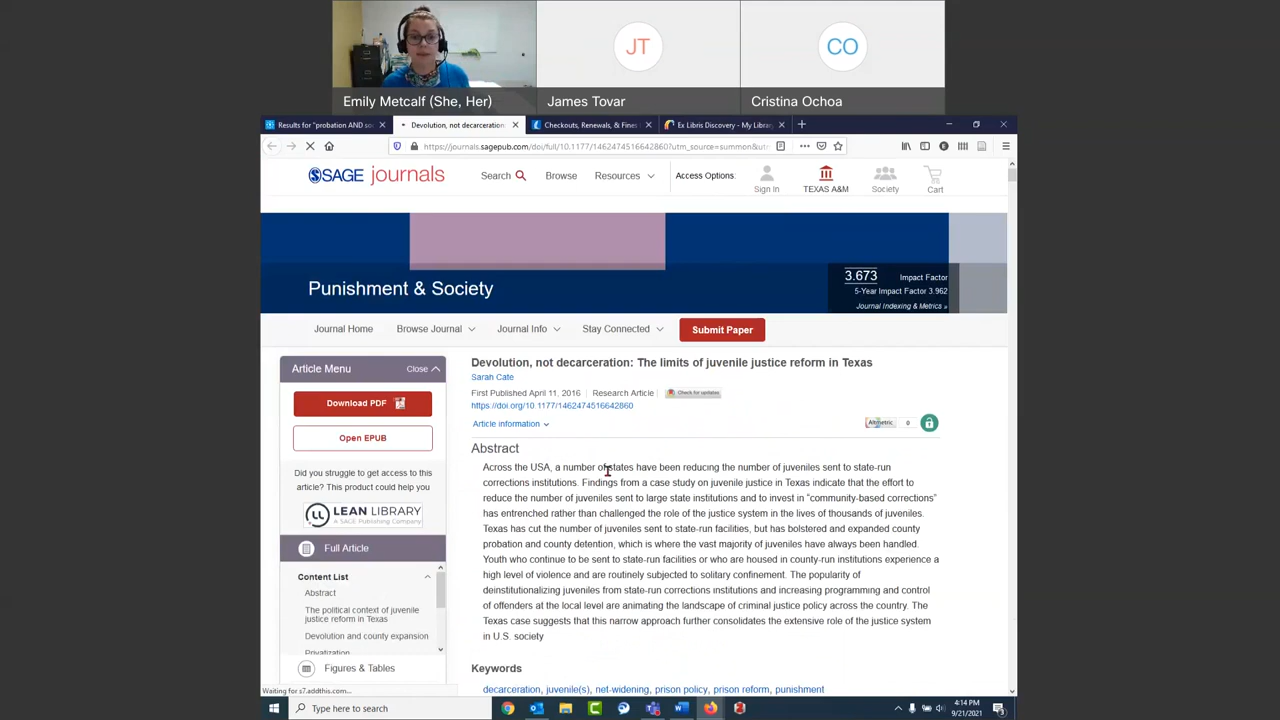 JT
CO
Emily Metcalf (She, Her)
James Tovar
Cristina Ochoa
Results for "probation AND so
Devolution, not decarceration
Checkouts, Renewals, & Fines
Ex Libris Discovery - My Library
https://journals.sagepub.com/doi/full/10.1177/1462474516642860?utm_source=summon&ut
SAGE journals
Search
Browse
Resources
Access Options:
Sign In
TEXAS A&M
Society
Cart
Punishment & Society
3.673 Impact Factor
5-Year Impact Factor 3.962
Journal Indexing & Metrics »
Journal Home
Browse Journal
Journal Info
Stay Connected
Submit Paper
Article Menu
Close
Download PDF
Open EPUB
Did you struggle to get access to this
article? This product could help you
LEAN LIBRARY
A SAGE Publishing Company
Full Article
Content List
Abstract
The political context of juvenile
justice reform in Texas
Devolution and county expansion
Privatization
Figures & Tables
Devolution, not decarceration: The limits of juvenile justice reform in Texas
Sarah Cate
First Published April 11, 2016
Research Article
Check for updates
https://doi.org/10.1177/1462474516642860
Article information
Altmetric
0
Abstract
Across the USA, a number of states have been reducing the number of juveniles sent to state-run
corrections institutions. Findings from a case study on juvenile justice in Texas indicate that the effort to
reduce the number of juveniles sent to large state institutions and to invest in "community-based corrections"
has entrenched rather than challenged the role of the justice system in the lives of thousands of juveniles.
Texas has cut the number of juveniles sent to state-run facilities, but has bolstered and expanded county
probation and county detention, which is where the vast majority of juveniles have always been handled.
Youth who continue to be sent to state-run facilities or who are housed in county-run institutions experience a
high level of violence and are routinely subjected to solitary confinement. The popularity of
deinstitutionalizing juveniles from state-run corrections institutions and increasing programming and control
of offenders at the local level are animating the landscape of criminal justice policy across the country. The
Texas case suggests that this narrow approach further consolidates the extensive role of the justice system
in U.S. society
Keywords
decarceration, juvenile(s), net-widening, prison policy, prison reform, punishment
Waiting for s7.addthis.com...
Type here to search
4:14 PM
9/21/2021